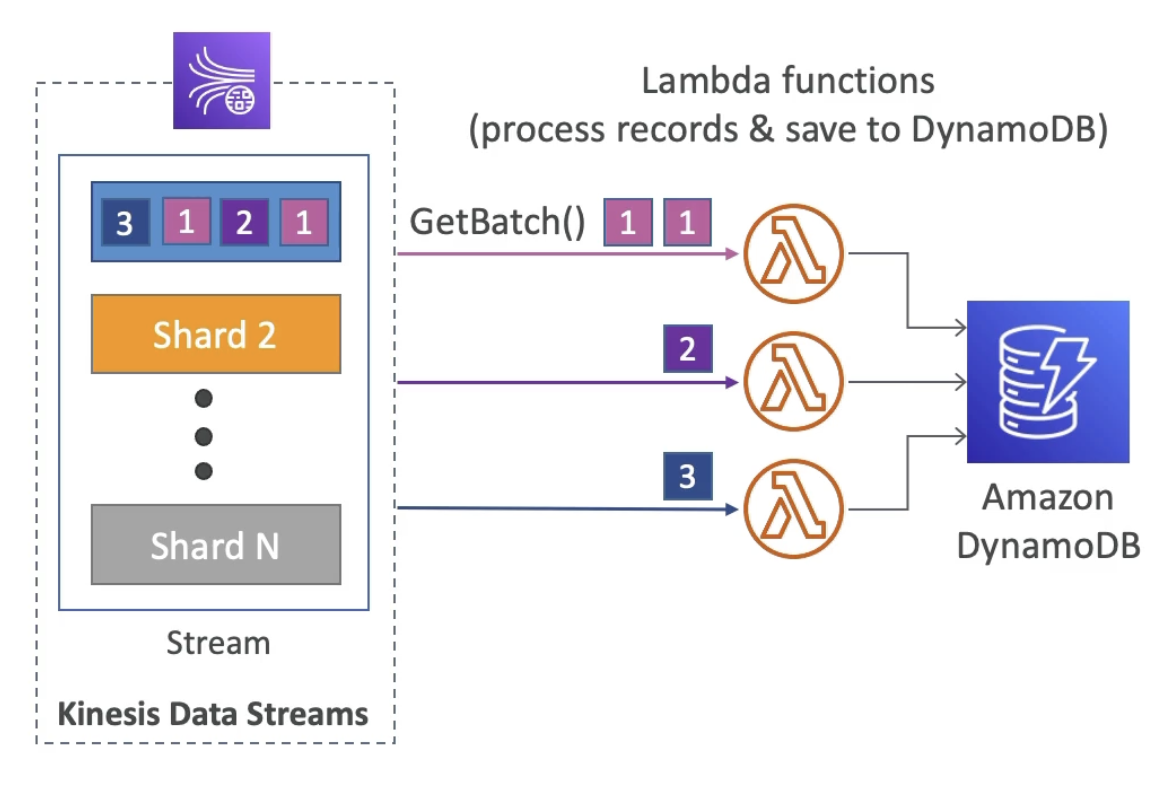 Lambda functions
(process records & save to DynamoDB)
3 1 2 1
GetBatch() 1 1
Shard 2
2
3
Shard N
Amazon
DynamoDB
Stream
Kinesis Data Streams